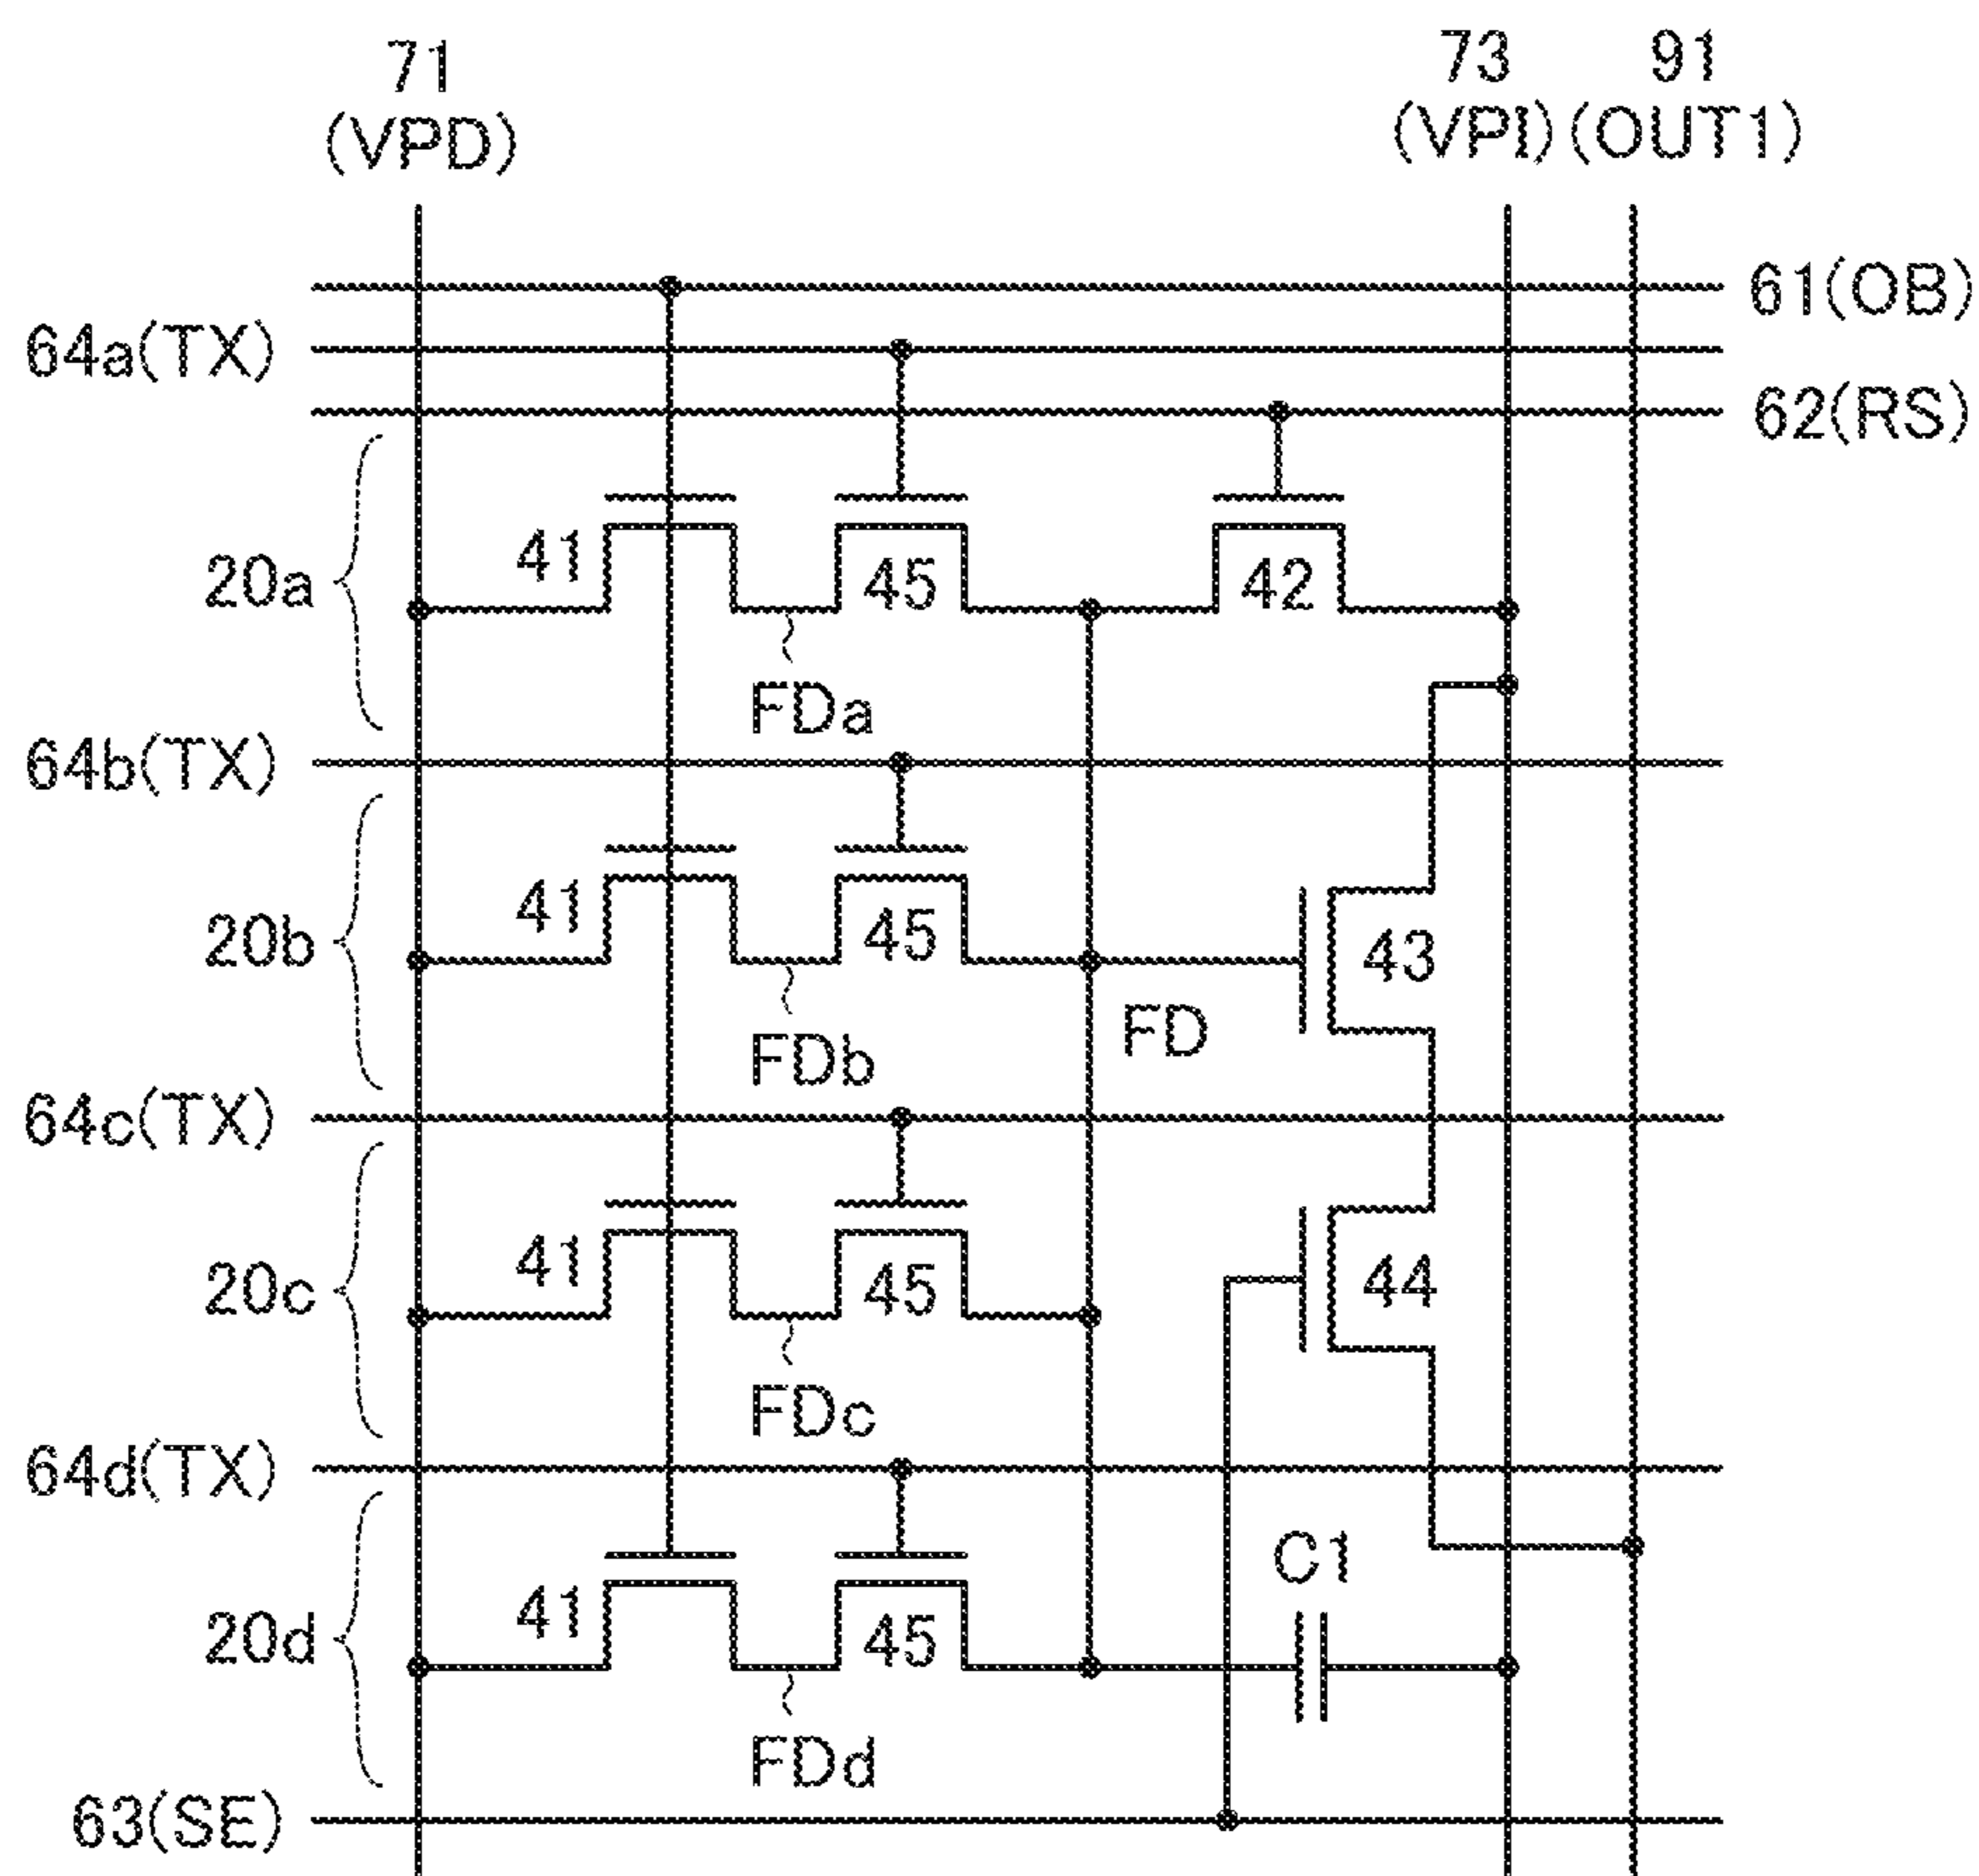 71
(VPD)
73
(VPI)
91
(OUT1)
61(OB)
64a(TX)
62(RS)
20a
41
45
42
FDa
64b(TX)
20b
41
45
43
FD
FDb
64c(TX)
20c
41
45
44
FDc
64d(TX)
C1
20d
41
45
FDd
63(SE)